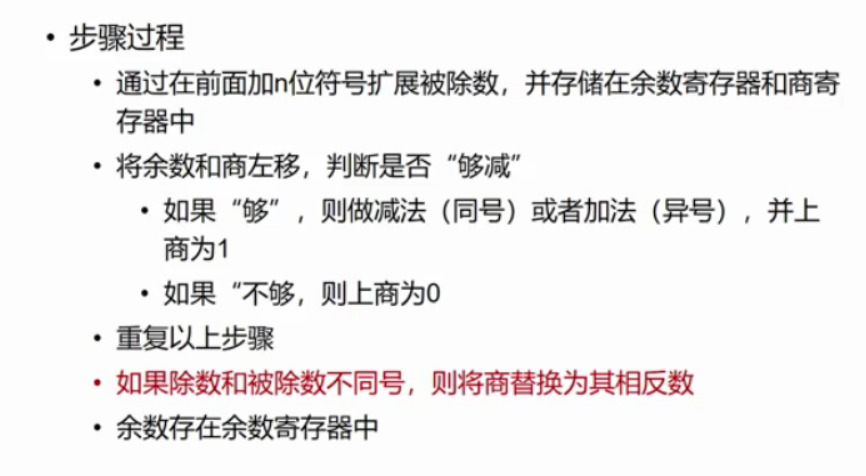 • 步骤过程
• 通过在前面加n位符号扩展被除数，并存储在余数寄存器和商寄
存器中
• 将余数和商左移，判断是否“够减”
• 如果“够”，则做减法（同号）或者加法（异号），并上
商为1
• 如果“不够，则上商为0
• 重复以上步骤
• 如果除数和被除数不同号，则将商替换为其相反数
• 余数存在余数寄存器中